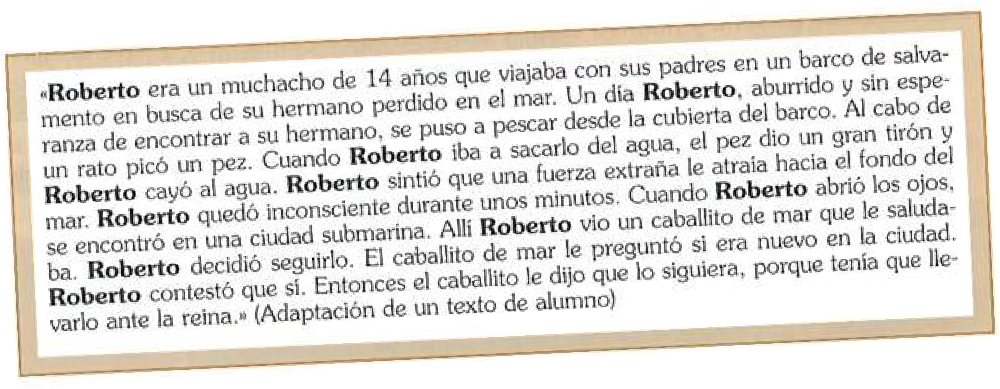 «Roberto era un muchacho de 14 años que viajaba con sus padres en un barco de salva-
mento en busca de su hermano perdido en el mar. Un día Roberto, aburrido y sin espe-
ranza de encontrar a su hermano, se puso a pescar desde la cubierta del barco. Al cabo de
un rato picó un pez. Cuando Roberto iba a sacarlo del agua, el pez dio un gran tirón y
Roberto cayó al agua. Roberto sintió que una fuerza extraña le atraía hacia el fondo del
mar. Roberto quedó inconsciente durante unos minutos. Cuando Roberto abrió los ojos,
se encontró en una ciudad submarina. Allí Roberto vio un caballito de mar que le saluda-
ba. Roberto decidió seguirlo. El caballito de mar le preguntó si era nuevo en la ciudad.
Roberto contestó que sí. Entonces el caballito le dijo que lo siguiera, porque tenía que lle-
varlo ante la reina.» (Adaptación de un texto de alumno)